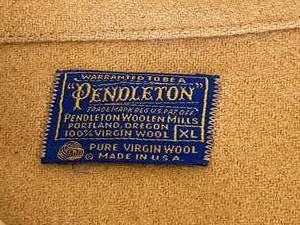 WARRANTED TO BE A
"PENDLETON"
TRADEMARK REG.U.S.PAT.OFF.
PENDLETON WOOLEN MILLS
PORTLAND, OREGON
100% VIRGIN WOOL XL
PURE VIRGIN WOOL
© MADE IN U.S.A.